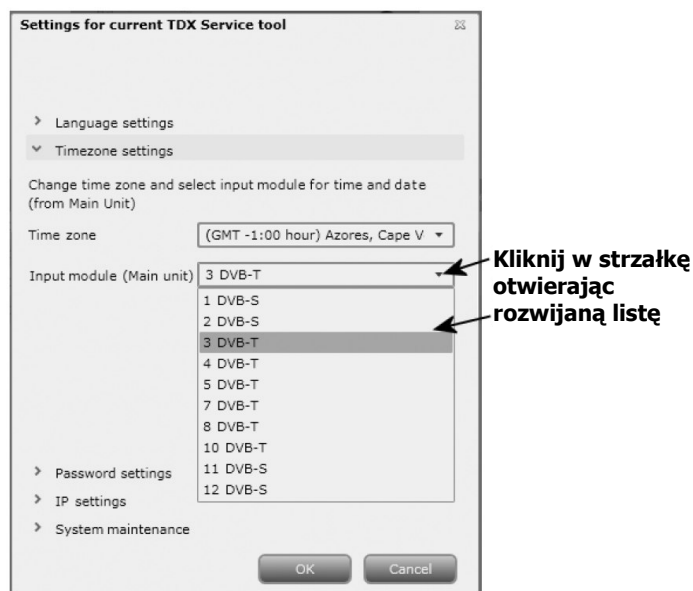 Settings for current TDX Service tool
Language settings
Timezone settings
Change time zone and select input module for time and date
(from Main Unit)
Time zone
(GMT -1:00 hour) Azores, Cape V
Input module (Main unit)
3 DVB-T
1 DVB-S
2 DVB-S
3 DVB-T
4 DVB-T
5 DVB-T
7 DVB-T
8 DVB-T
10 DVB-T
11 DVB-S
12 DVB-S
Password settings
IP settings
System maintenance
OK
Cancel
Kliknij w strzałkę
otwierając
rozwijaną listę